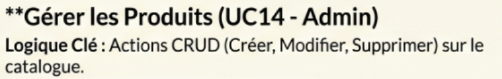 **Gérer les Produits (UC14 - Admin)
Logique Clé : Actions CRUD (Créer, Modifier, Supprimer) sur le
catalogue.